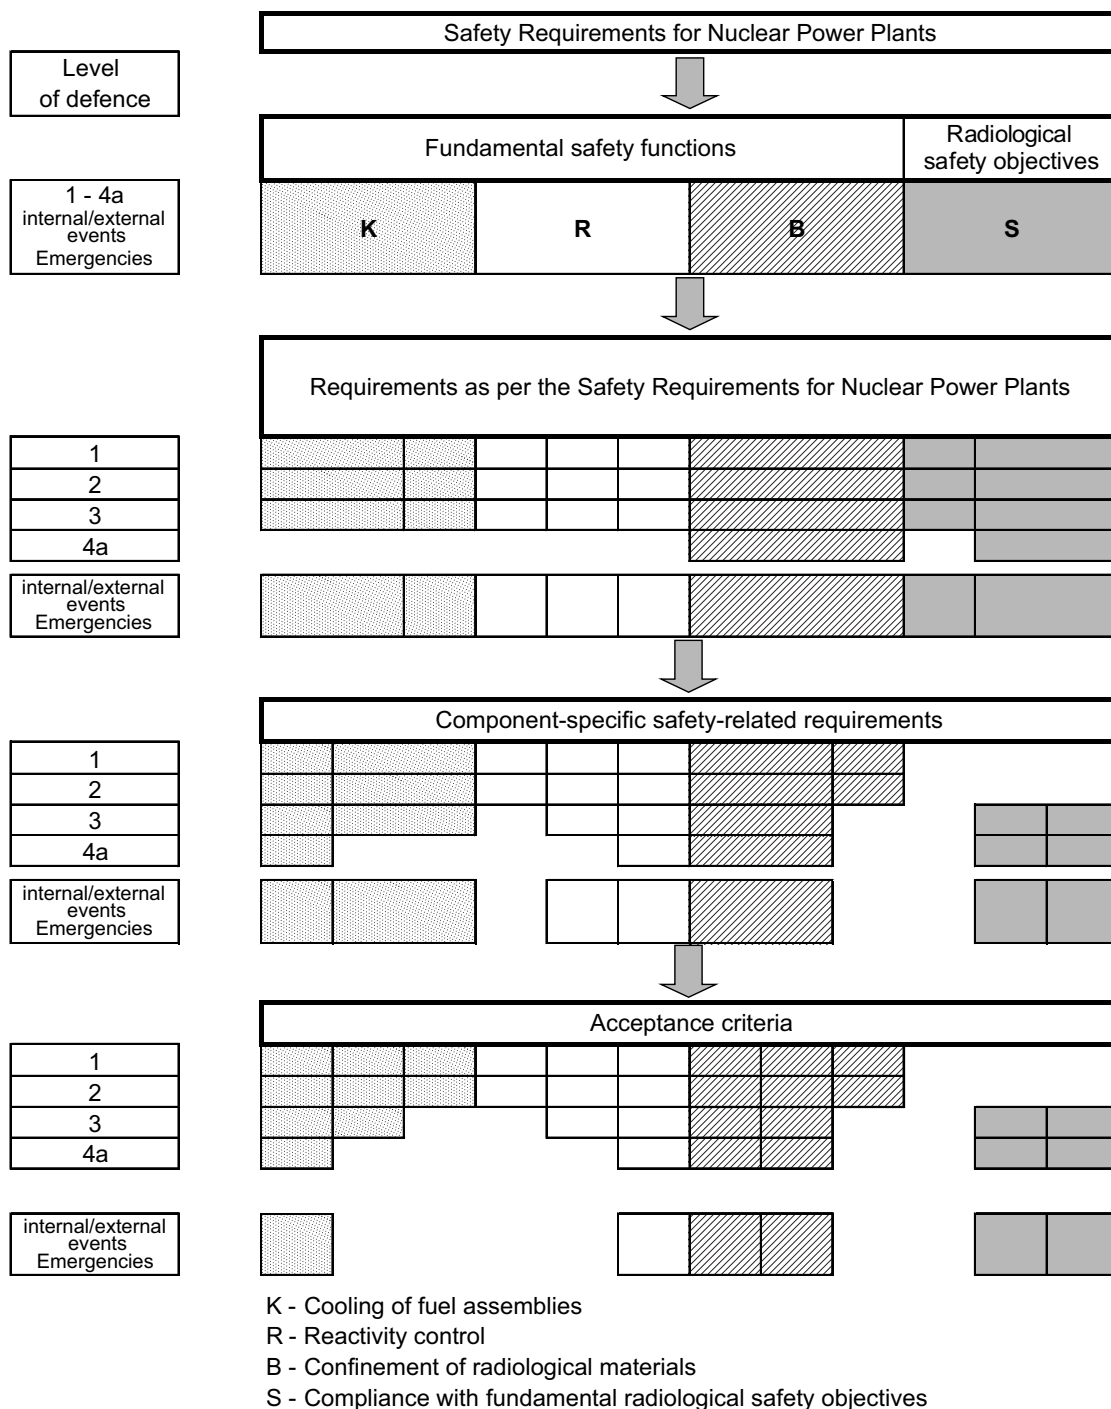 Safety Requirements for Nuclear Power Plants
Level
of defence
Fundamental safety functions
Radiological
safety objectives
1 - 4a
internal/external
events
Emergencies
K
R
B
S
Requirements as per the Safety Requirements for Nuclear Power Plants
1
2
3
4a
internal/external
events
Emergencies
Component-specific safety-related requirements
1
2
3
4a
internal/external
events
Emergencies
Acceptance criteria
1
2
3
4a
internal/external
events
Emergencies
K - Cooling of fuel assemblies
R - Reactivity control
B - Confinement of radiological materials
S - Compliance with fundamental radiological safety objectives